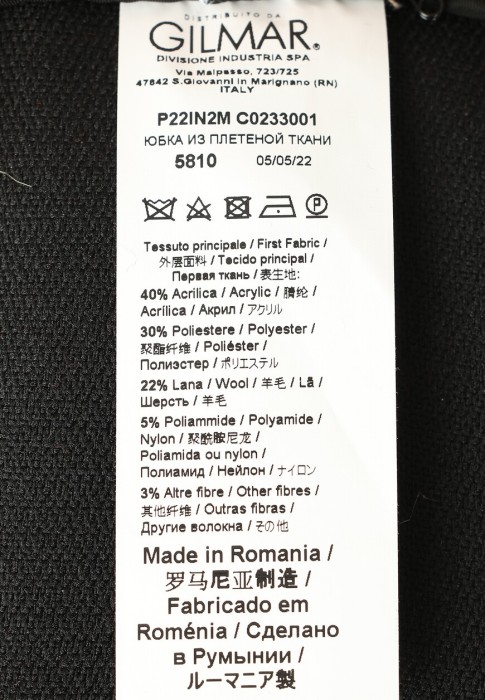 DISTRIBUITO DA
GILMAR®
DIVISIONE INDUSTRIA SPA
Via Malpasso, 723/725
47842 S.Giovanni in Marignano (RN)
ITALY
P22IN2M C0233001
ЮБКА ИЗ ПЛЕТЕНОЙ ТКАНИ
5810 05/05/22
P
Tessuto principale / First Fabric /
外层面料 / Tecido principal /
Первая ткань / 表生地:
40% Acrilica / Acrylic / 腈纶 /
Acrílica / Акрил / アクリル
30% Poliestere / Polyester /
聚酯纤维 / Poliéster /
Полиэстер / ポリエステル
22% Lana / Wool / 羊毛 / Lã /
Шерсть / 羊毛
5% Poliammide / Polyamide /
Nylon / 聚酰胺尼龙 /
Poliamida ou nylon /
Полиамид / Нейлон / ナイロン
3% Altre fibre / Other fibres /
其他纤维 / Outras fibras /
Другие волокна / その他
Made in Romania /
罗马尼亚制造 /
Fabricado em
Roménia / Сделано
в Румынии /
ルーマニア製